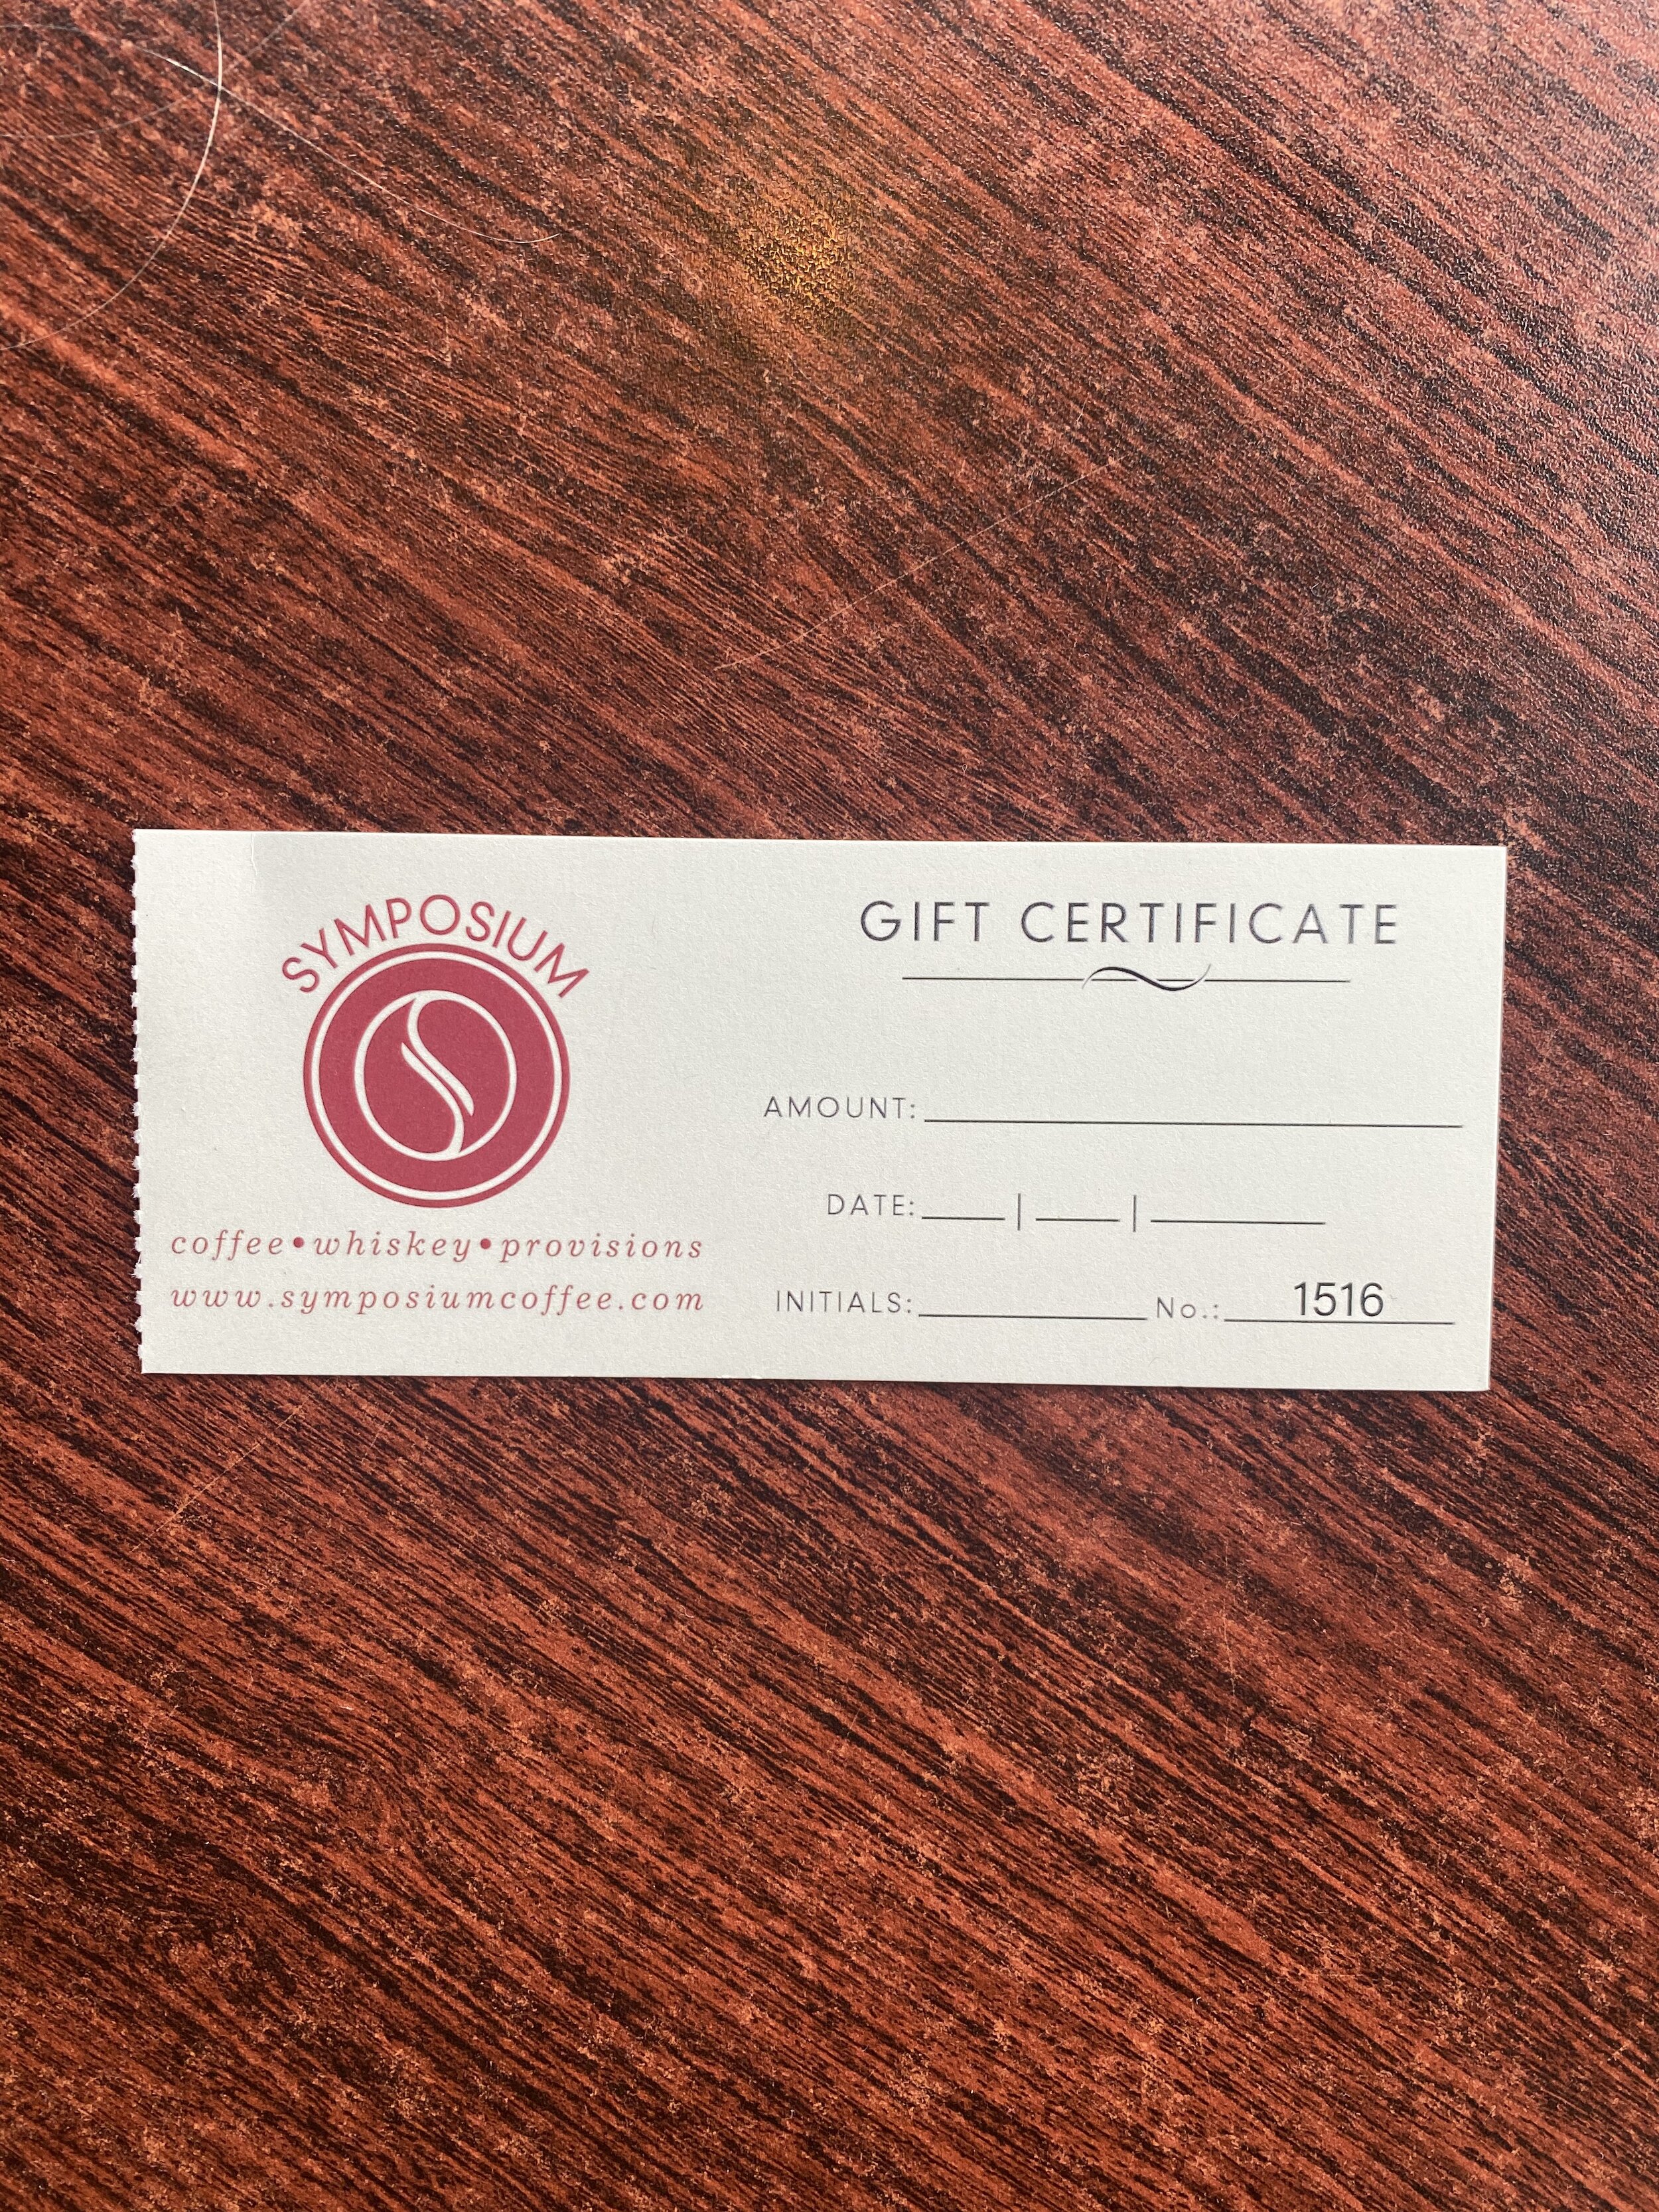 SYMPOSIUM
coffee•whiskey•provisions
www.symposiumcoffee.com
GIFT CERTIFICATE
AMOUNT:
DATE: | |
INITIALS: No.: 1516